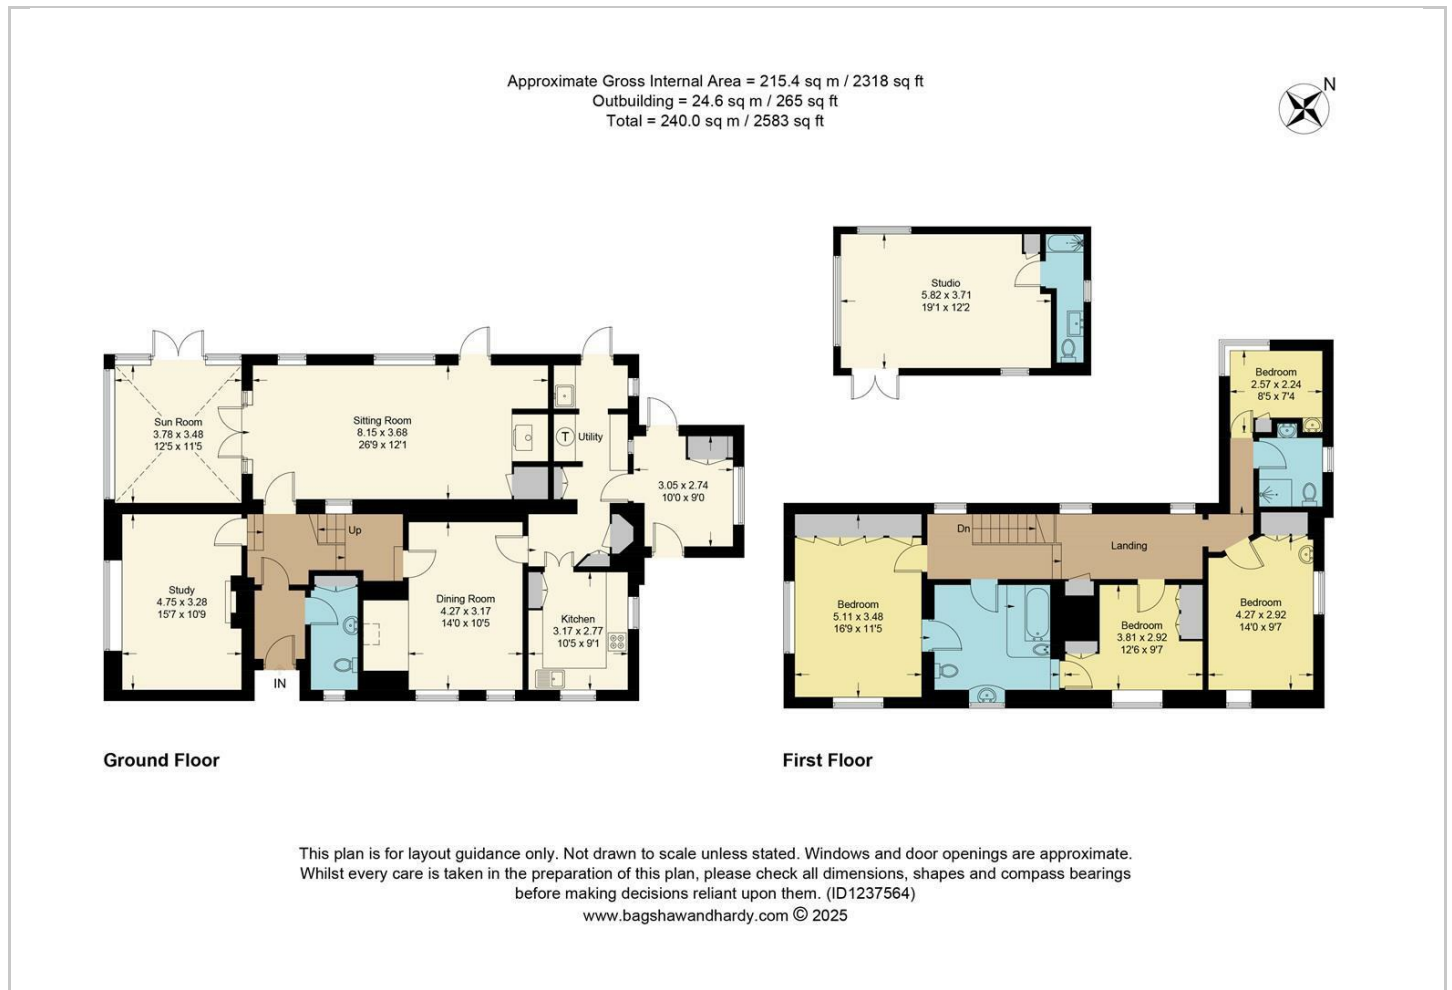 Approximate Gross Internal Area = 215.4 sq m / 2318 sq ft
Outbuilding = 24.6 sq m / 265 sq ft
Total = 240.0 sq m / 2583 sq ft
N
Studio
5.82 x 3.71
19'1 x 12'2
Sun Room
3.78 x 3.48
12'5 x 11'5
Sitting Room
8.15 x 3.68
26'9 x 12'1
T
Utility
3.05 x 2.74
10'0 x 9'0
Up
Study
4.75 x 3.28
15'7 x 10'9
Dining Room
4.27 x 3.17
14'0 x 10'5
Kitchen
3.17 x 2.77
10'5 x 9'1
IN
Ground Floor
Bedroom
2.57 x 2.24
8'5 x 7'4
Dn
Landing
Bedroom
5.11 x 3.48
16'9 x 11'5
Bedroom
3.81 x 2.92
12'6 x 9'7
Bedroom
4.27 x 2.92
14'0 x 9'7
First Floor
This plan is for layout guidance only. Not drawn to scale unless stated. Windows and door openings are approximate.
Whilst every care is taken in the preparation of this plan, please check all dimensions, shapes and compass bearings
before making decisions reliant upon them. (ID1237564)
www.bagshawandhardy.com © 2025